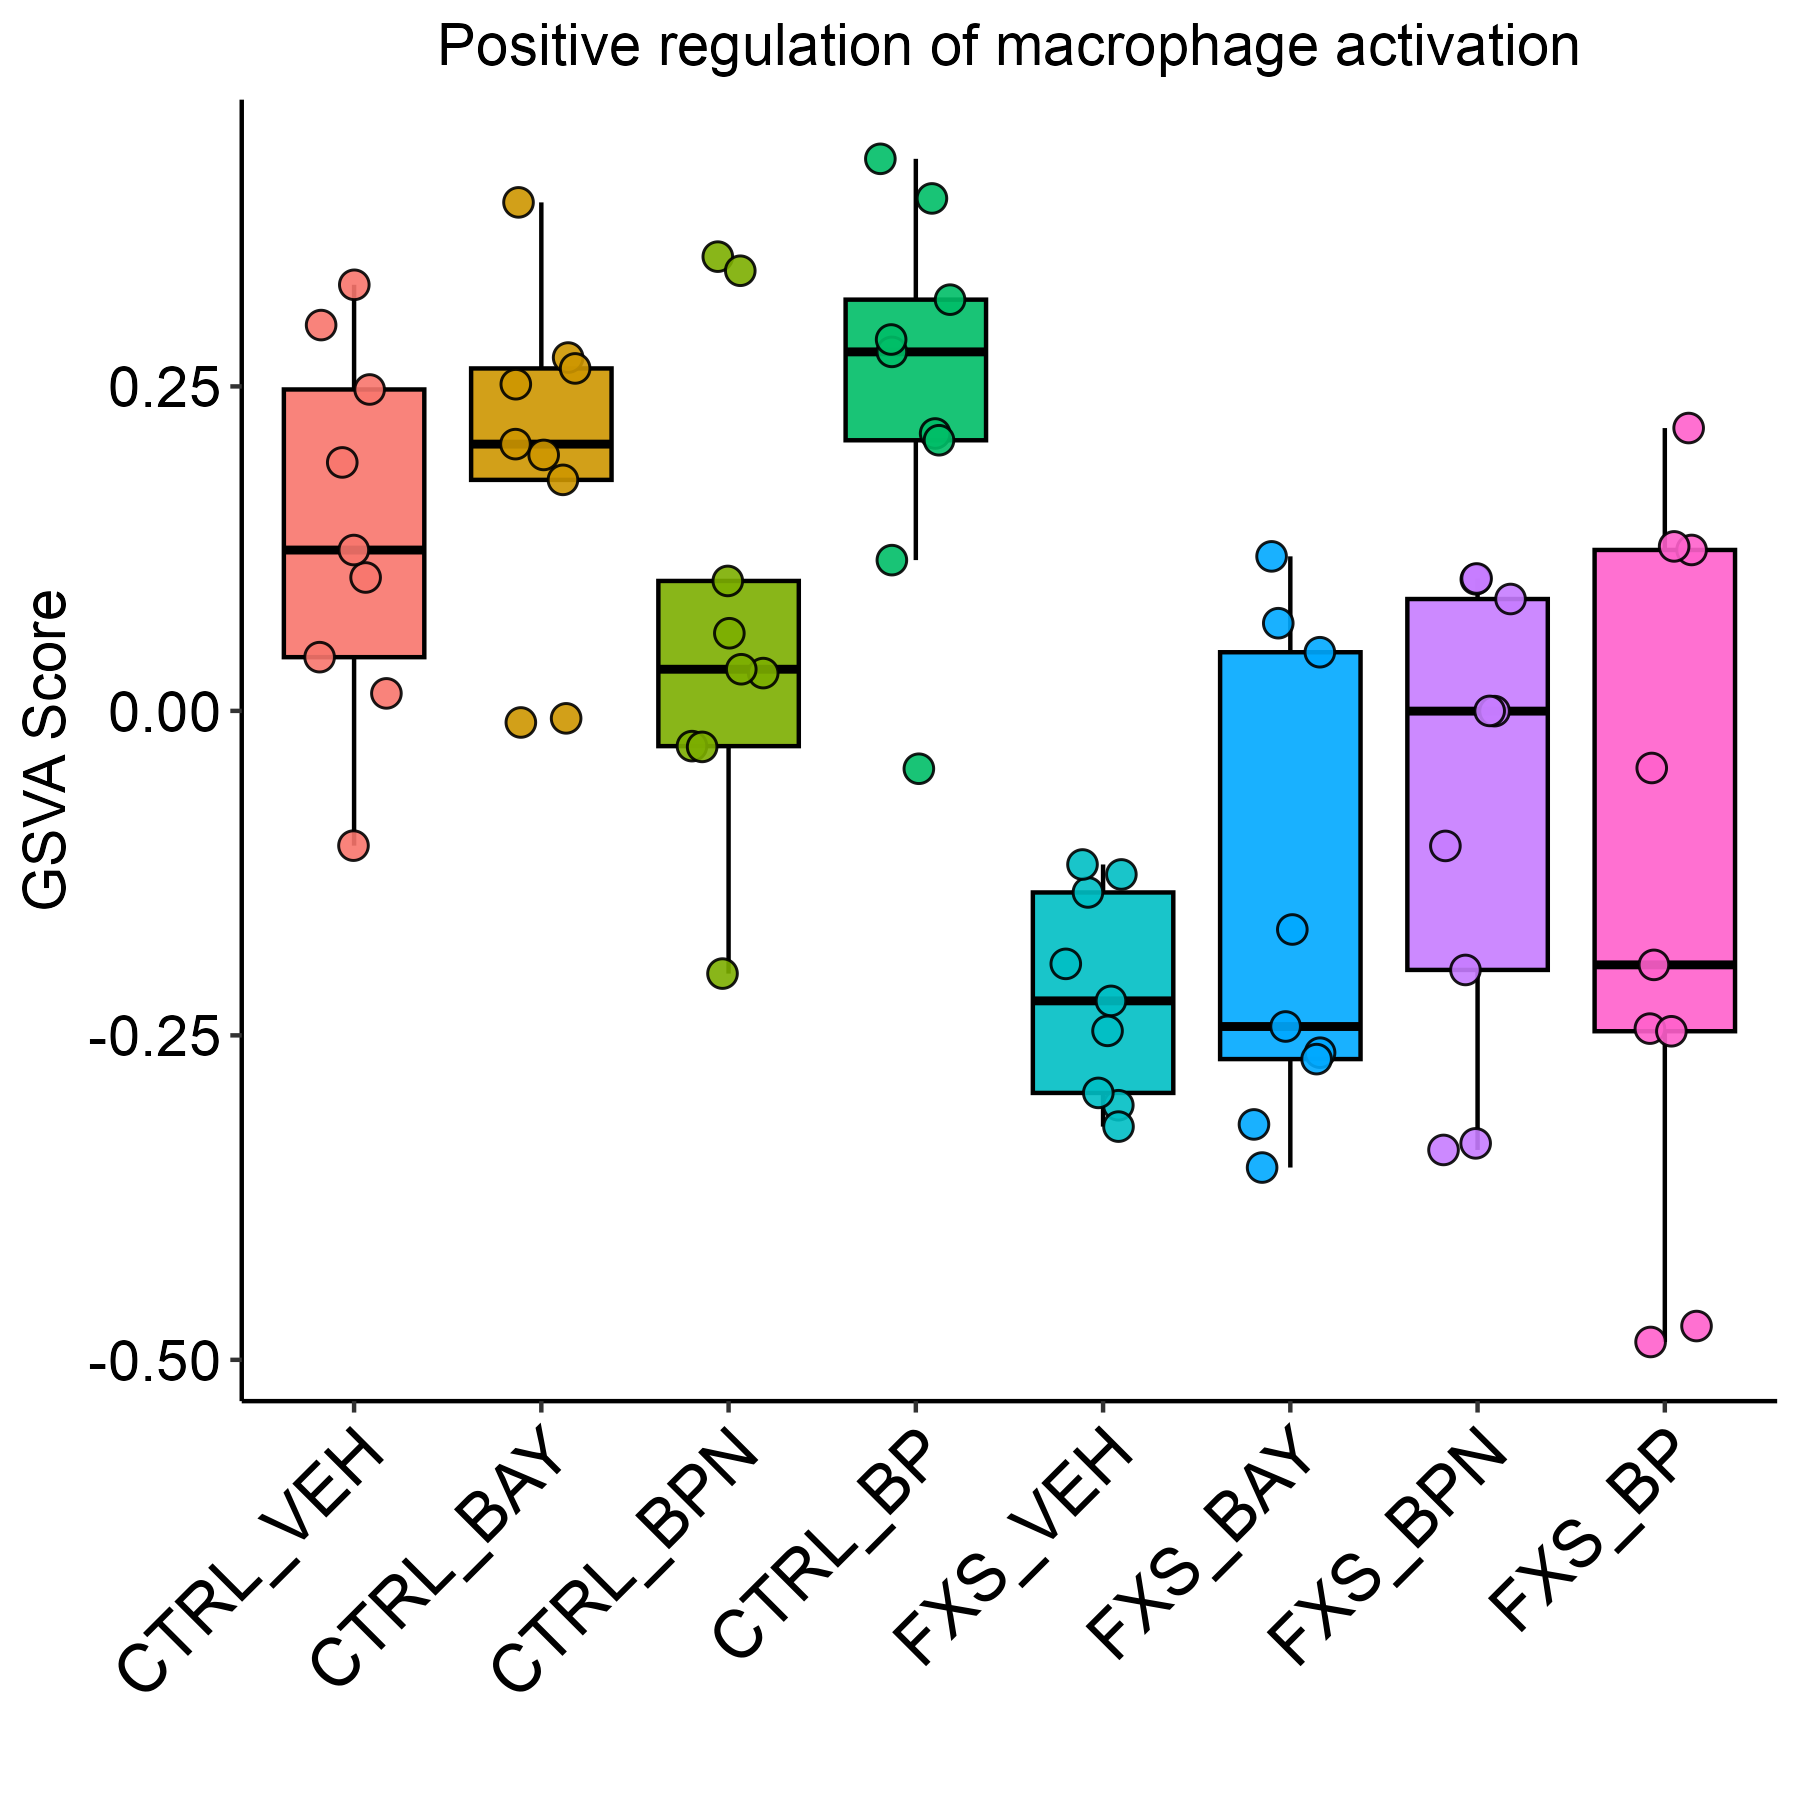 Positive regulation of macrophage activation
GSVA Score
0.25
0.00
-0.25
-0.50
CTRL_VEH
CTRL_BAY
CTRL_BPN
CTRL_BP
FXS_VEH
FXS_BAY
FXS_BPN
FXS_BP